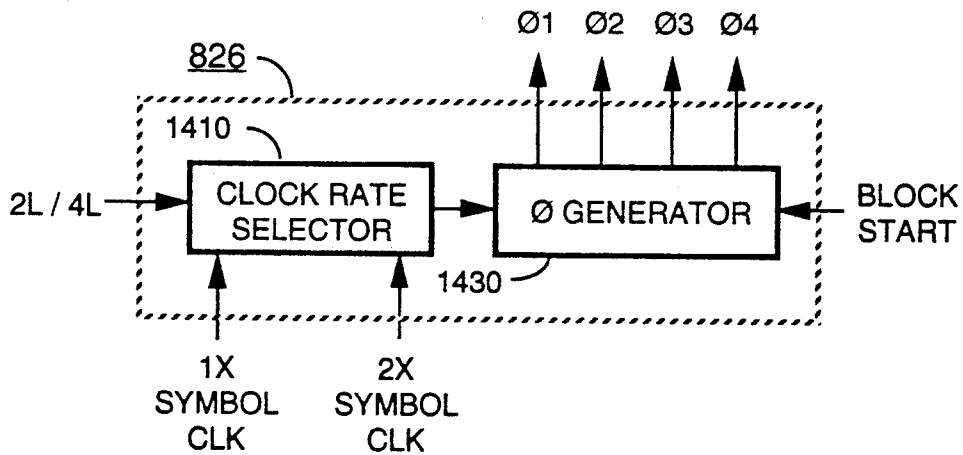 Ø1 Ø2 Ø3 Ø4
826
1410
2L / 4L
CLOCK RATE
SELECTOR
Ø GENERATOR
BLOCK
START
1430
1X
SYMBOL
CLK
2X
SYMBOL
CLK